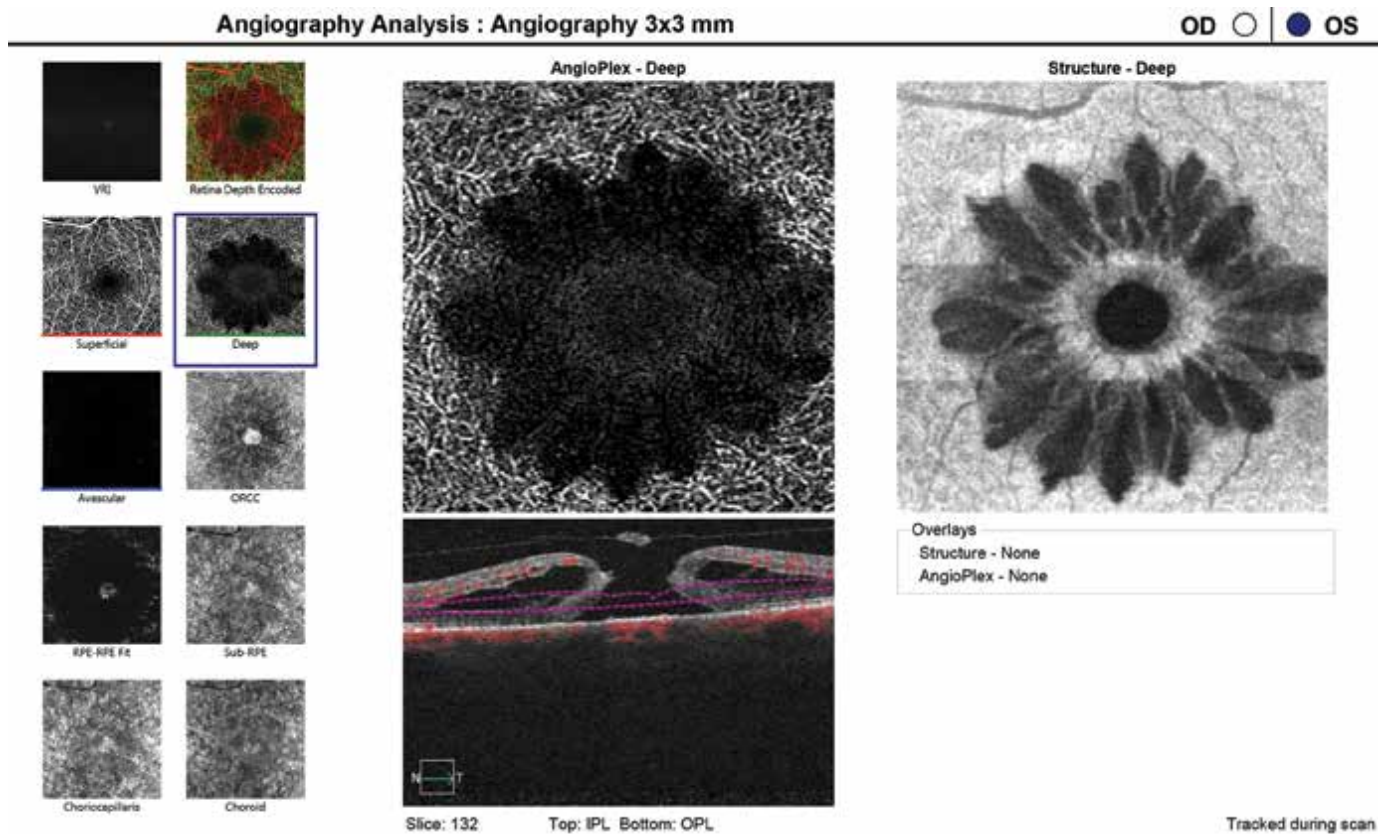 Angiography Analysis : Angiography 3x3 mm
OD OS
VRI
Retina Depth Encoded
Superficial
Deep
Avascular
ORCC
RPE-RPE Fit
Sub-RPE
Choriocapillaris
Choroid
AngioPlex - Deep
N T
Slice: 132 Top: IPL Bottom: OPL
Structure - Deep
Overlays
Structure - None
AngioPlex - None
Tracked during scan